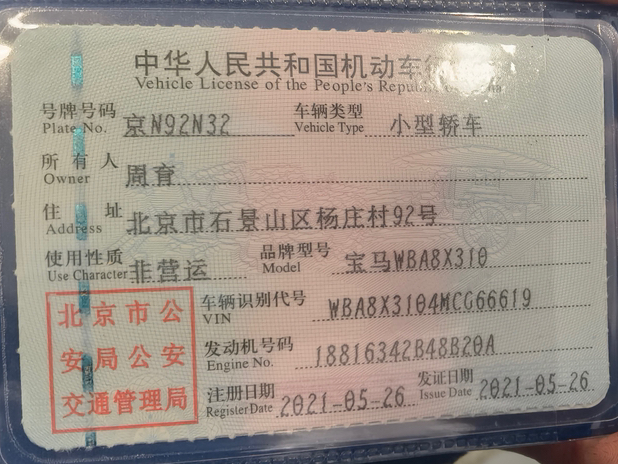 中华人民共和国机动车
Vehicle License of the People's Republic of China
号牌号码 京N92N32 车辆类型 小型轿车
Plate No. Vehicle Type
所有人 周育
Owner
住址 北京市石景山区杨庄村92号
Address
使用性质 非营运 品牌型号 宝马WBA8X310
Use Character Model
北京市公
安局公安
交通管理局
车辆识别代号 WBA8X3104MCG66619
VIN
发动机号码 18816342B48B20A
Engine No.
注册日期 2021-05-26 发证日期 2021-05-26
Register Date Issue Date